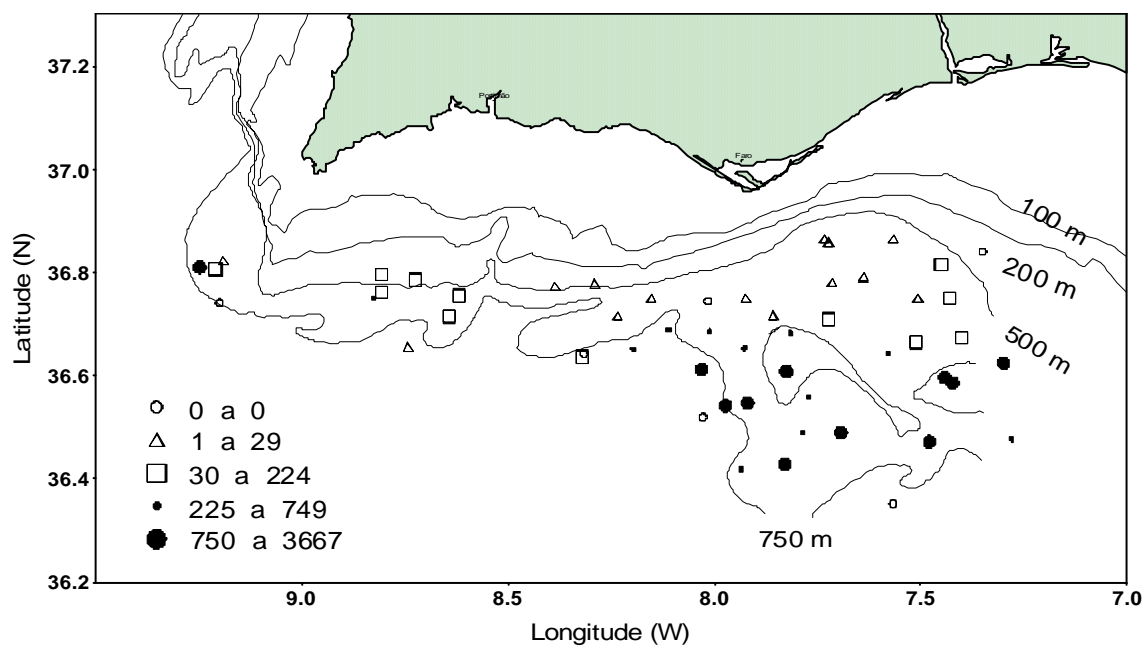 37.2
37.0
36.8
36.6
36.4
36.2
Latitude (N)
Portimão
Faro
100 m
200 m
500 m
750 m
0 a 0
1 a 29
30 a 224
225 a 749
750 a 3667
9.0
8.5
8.0
7.5
7.0
Longitude (W)